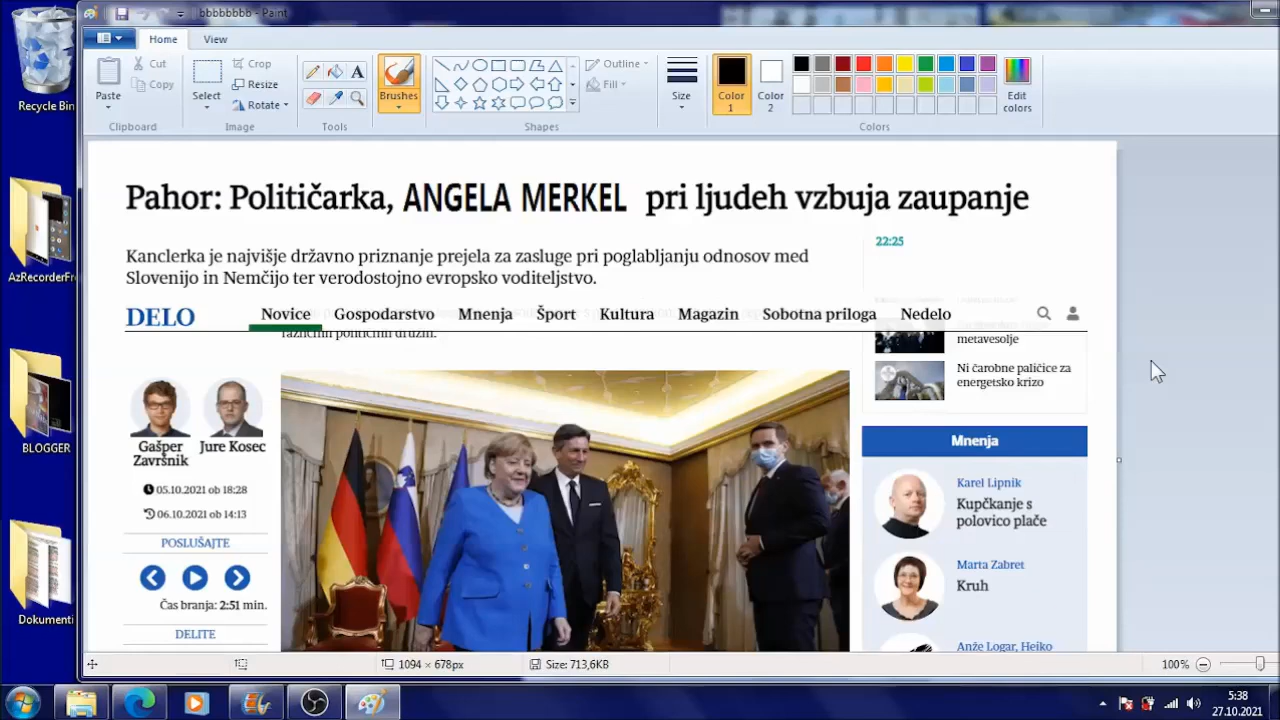 bbbbbbbb - Paint
Home
View
Paste
Cut
Copy
Clipboard
Select
Crop
Resize
Rotate
Image
Tools
Brushes
Shapes
Outline
Fill
Size
Color 1
Color 2
Edit colors
Colors
Recycle Bin
AzRecorderFr
BLOGGER
Dokumenti
Pahor: Političarka, ANGELA MERKEL pri ljudeh vzbuja zaupanje
Kanclerka je najvišje državno priznanje prejela za zasluge pri poglabljanju odnosov med
Slovenijo in Nemčijo ter verodostojno evropsko voditeljstvo.
22:25
DELO
Novice
Gospodarstvo
Mnenja
Šport
Kultura
Magazin
Sobotna priloga
Nedelo
različnih političnih družin.
metavesolje
Ni čarobne paličice za
energetsko krizo
Gašper
Završnik
Jure Kosec
05.10.2021 ob 18:28
06.10.2021 ob 14:13
POSLUŠAJTE
Čas branja: 2:51 min.
DELITE
Mnenja
Karel Lipnik
Kupčkanje s
polovico plače
Marta Zabret
Kruh
Anže Logar, Heiko
1094 × 678px
Size: 713,6KB
100%
5:38
27.10.2021